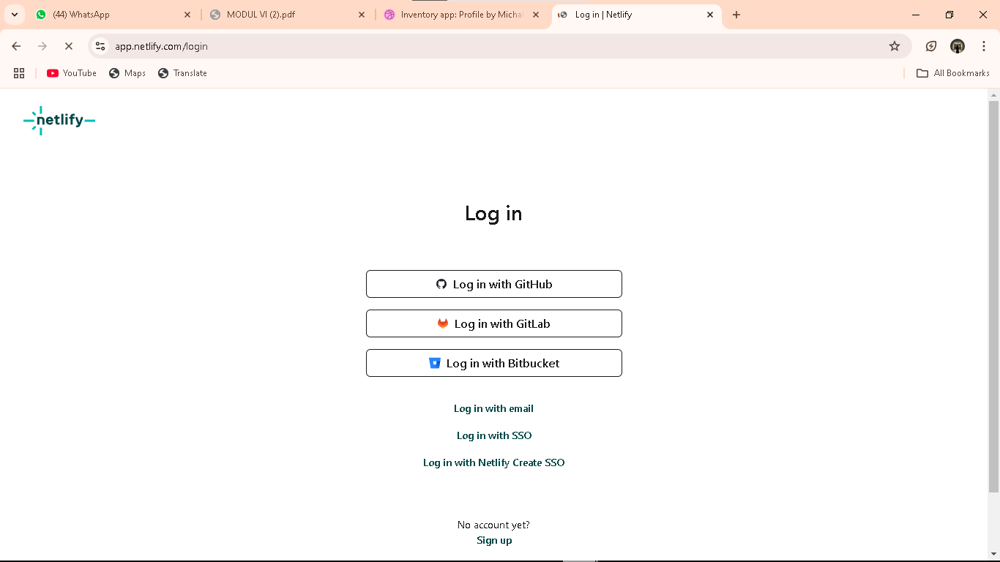 (44) WhatsApp
MODUL VI (2).pdf
Inventory app: Profile by Micha
Log in | Netlify
app.netlify.com/login
YouTube
Maps
Translate
All Bookmarks
netlify
Log in
Log in with GitHub
Log in with GitLab
Log in with Bitbucket
Log in with email
Log in with SSO
Log in with Netlify Create SSO
No account yet?
Sign up